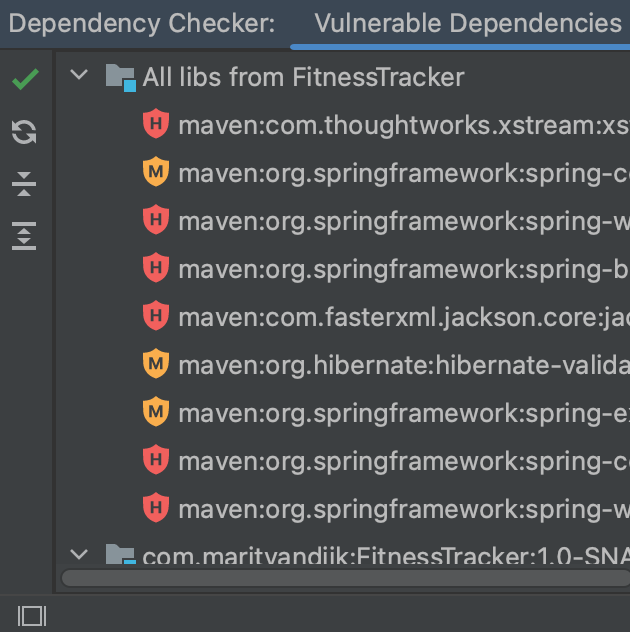 Dependency Checker: Vulnerable Dependencies
All libs from FitnessTracker
H maven:com.thoughtworks.xstream:xs
M maven:org.springframework:spring-c
H maven:org.springframework:spring-w
H maven:org.springframework:spring-b
H maven:com.fasterxml.jackson.core:jac
M maven:org.hibernate:hibernate-valida
M maven:org.springframework:spring-ex
H maven:org.springframework:spring-c
H maven:org.springframework:spring-w
com.maritvandijk:FitnessTracker:1.0-SNA